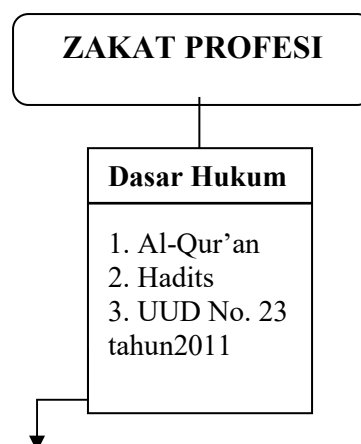 ZAKAT PROFESI
Dasar Hukum
1. Al-Qur’an
2. Hadits
3. UUD No. 23
tahun2011